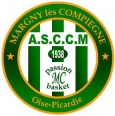 MARGNY lès COMPIEGNE
A.S.C.C.M
1938
passion
MC
basket
Oise-Picardie